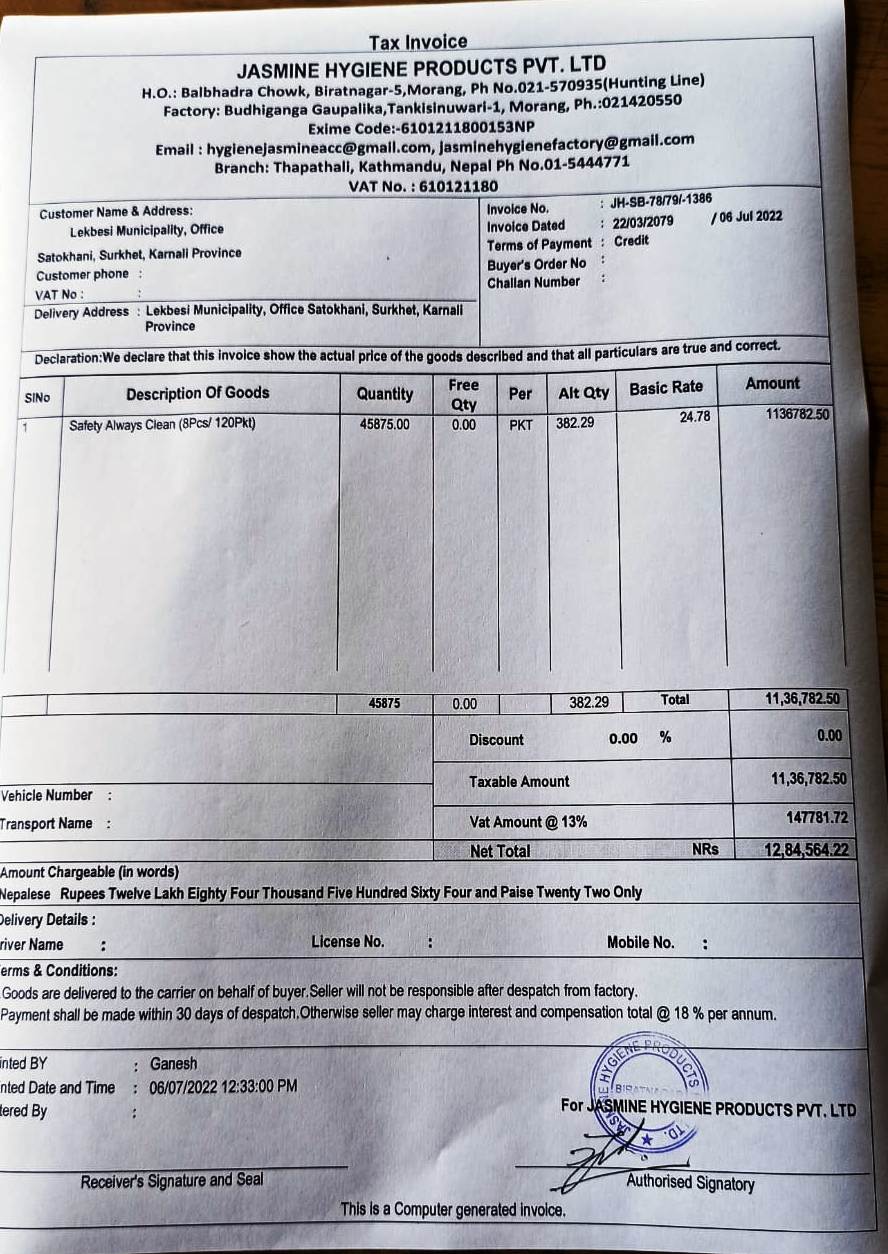 Tax Invoice
JASMINE HYGIENE PRODUCTS PVT. LTD
H.O.: Balbhadra Chowk, Biratnagar-5,Morang, Ph No.021-570935(Hunting Line)
Factory: Budhiganga Gaupalika,Tankisinuwari-1, Morang, Ph.:021420550
Exime Code:-6101211800153NP
Email : hygienejasmineacc@gmail.com, jasminehygienefactory@gmail.com
Branch: Thapathali, Kathmandu, Nepal Ph No.01-5444771
VAT No. : 610121180
Customer Name & Address:
Lekbesi Municipality, Office
Satokhani, Surkhet, Karnali Province
Customer phone :
VAT No : :
Delivery Address : Lekbesi Municipality, Office Satokhani, Surkhet, Karnali
Province
Invoice No. : JH-SB-78/79/-1386
Invoice Dated : 22/03/2079 / 06 Jul 2022
Terms of Payment : Credit
Buyer's Order No :
Challan Number :
Declaration:We declare that this invoice show the actual price of the goods described and that all particulars are true and correct.
SlNo Description Of Goods Quantity Free Qty Per Alt Qty Basic Rate Amount
1 Safety Always Clean (8Pcs/ 120Pkt) 45875.00 0.00 PKT 382.29 24.78 1136782.50
45875 0.00 382.29 Total 11,36,782.50
Discount 0.00 % 0.00
Taxable Amount 11,36,782.50
Vehicle Number :
Transport Name :
Vat Amount @ 13% 147781.72
Net Total NRs 12,84,564.22
Amount Chargeable (in words)
Nepalese Rupees Twelve Lakh Eighty Four Thousand Five Hundred Sixty Four and Paise Twenty Two Only
Delivery Details :
river Name : License No. : Mobile No. :
erms & Conditions:
Goods are delivered to the carrier on behalf of buyer.Seller will not be responsible after despatch from factory.
Payment shall be made within 30 days of despatch.Otherwise seller may charge interest and compensation total @ 18 % per annum.
inted BY : Ganesh
nted Date and Time : 06/07/2022 12:33:00 PM
tered By :
JASMINE HYGIENE PRODUCTS LTD.
For JASMINE HYGIENE PRODUCTS PVT. LTD
Receiver's Signature and Seal
Authorised Signatory
This is a Computer generated invoice.